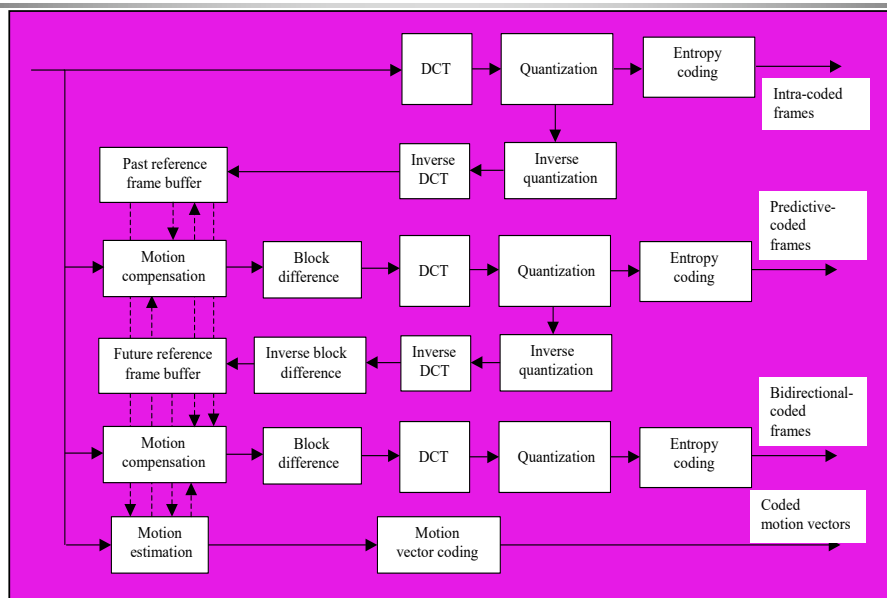 DCT
Quantization
Entropy
coding
Intra-coded
frames
Past reference
frame buffer
Inverse
DCT
Inverse
quantization
Predictive-
coded
frames
Motion
compensation
Block
difference
DCT
Quantization
Entropy
coding
Future reference
frame buffer
Inverse block
difference
Inverse
DCT
Inverse
quantization
Bidirectional-
coded
frames
Motion
compensation
Block
difference
DCT
Quantization
Entropy
coding
Coded
motion vectors
Motion
estimation
Motion
vector coding